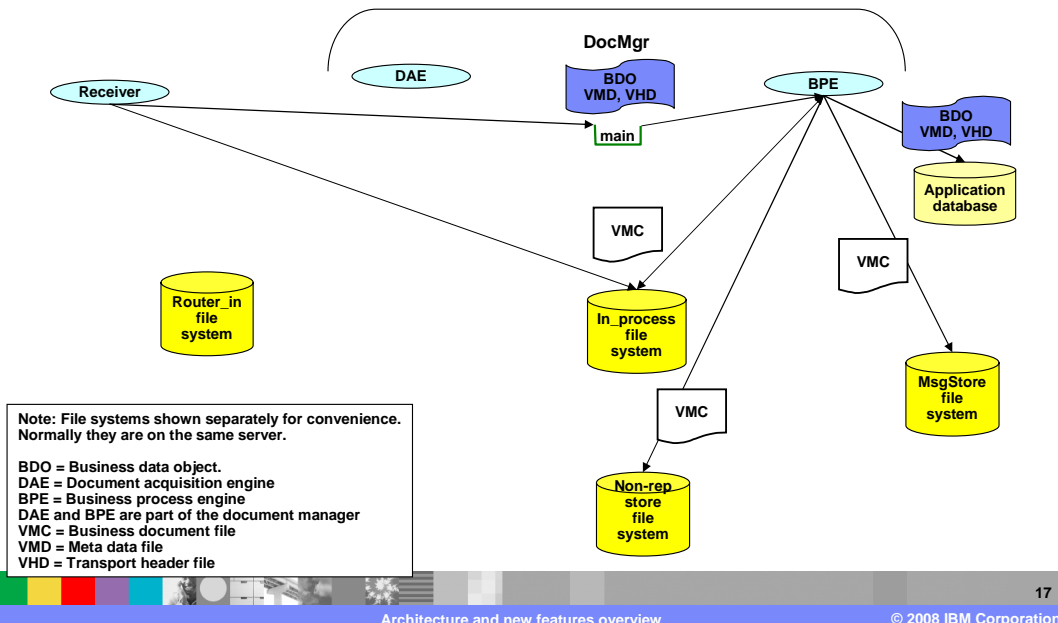 DocMgr
DAE
BDO
VMD, VHD
BPE
Receiver
BDO
VMD, VHD
main
Application
database
VMC
VMC
Router_in
file
system
In_process
file
system
MsgStore
file
system
VMC
Note: File systems shown separately for convenience.
Normally they are on the same server.
BDO = Business data object.
DAE = Document acquisition engine
BPE = Business process engine
DAE and BPE are part of the document manager
VMC = Business document file
VMD = Meta data file
VHD = Transport header file
Non-rep
store
file
system
17
Architecture and new features overview
© 2008 IBM Corporation